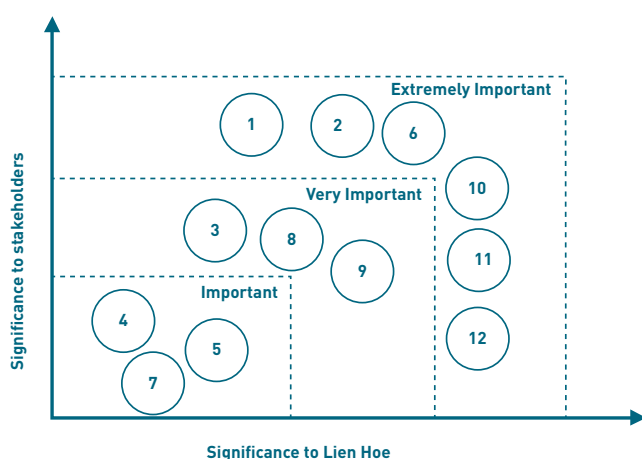 Extremely Important
1
2
6
10
Very Important
3
8
11
9
Important
4
12
5
7
Significance to stakeholders
Significance to Lien Hoe